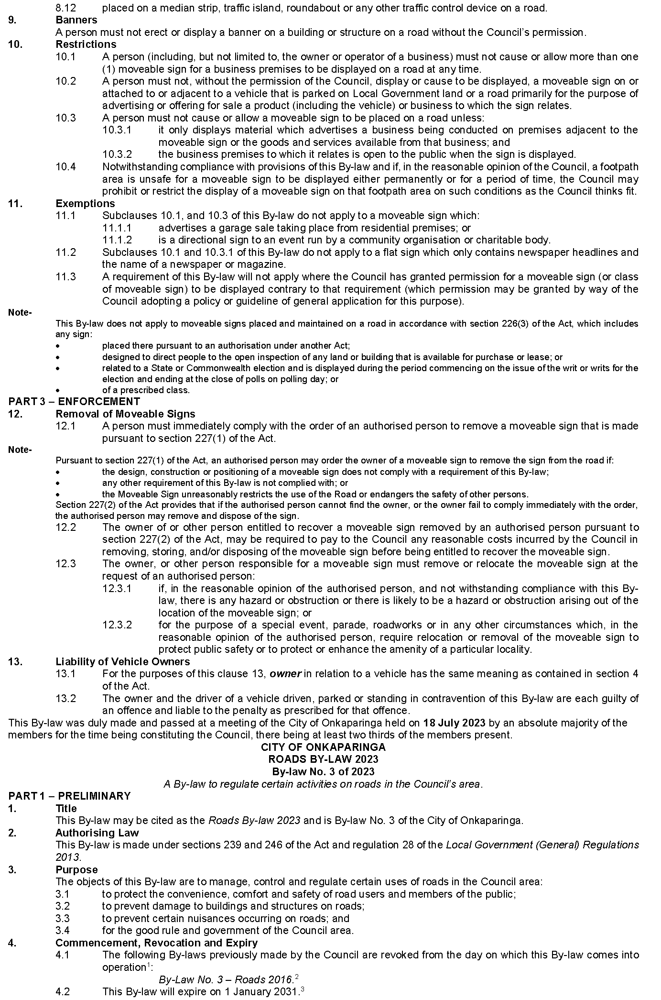 8.12 placed on a median strip, traffic island, roundabout or any other traffic control device on a road.
9. Banners
A person must not erect or display a banner on a building or structure on a road without the Council's permission.
10. Restrictions
10.1 A person (including, but not limited to, the owner or operator of a business) must not cause or allow more than one
(1) moveable sign for a business premises to be displayed on a road at any time.
10.2 A person must not, without the permission of the Council, display or cause to be displayed, a moveable sign on or
attached to or adjacent to a vehicle that is parked on Local Government land or a road primarily for the purpose of
advertising or offering for sale a product (including the vehicle) or business to which the sign relates.
10.3 A person must not cause or allow a moveable sign to be placed on a road unless:
10.3.1 it only displays material which advertises a business being conducted on premises adjacent to the
moveable sign or the goods and services available from that business; and
10.3.2 the business premises to which it relates is open to the public when the sign is displayed.
10.4 Notwithstanding compliance with provisions of this By-law and if, in the reasonable opinion of the Council, a footpath
area is unsafe for a moveable sign to be displayed either permanently or for a period of time, the Council may
prohibit or restrict the display of a moveable sign on that footpath area on such conditions as the Council thinks fit.
11. Exemptions
11.1 Subclauses 10.1, and 10.3 of this By-law do not apply to a moveable sign which:
11.1.1 advertises a garage sale taking place from residential premises; or
11.1.2 is a directional sign to an event run by a community organisation or charitable body.
11.2 Subclauses 10.1 and 10.3.1 of this By-law do not apply to a flat sign which only contains newspaper headlines and
the name of a newspaper or magazine.
11.3 A requirement of this By-law will not apply where the Council has granted permission for a moveable sign (or class
of moveable sign) to be displayed contrary to that requirement (which permission may be granted by way of the
Council adopting a policy or guideline of general application for this purpose).
Note-
This By-law does not apply to moveable signs placed and maintained on a road in accordance with section 226(3) of the Act, which includes
any sign:
• placed there pursuant to an authorisation under another Act;
• designed to direct people to the open inspection of any land or building that is available for purchase or lease; or
• related to a State or Commonwealth election and is displayed during the period commencing on the issue of the writ or writs for the
election and ending at the close of polls on polling day; or
• of a prescribed class.
PART 3 – ENFORCEMENT
12. Removal of Moveable Signs
12.1 A person must immediately comply with the order of an authorised person to remove a moveable sign that is made
pursuant to section 227(1) of the Act.
Note-
Pursuant to section 227(1) of the Act, an authorised person may order the owner of a moveable sign to remove the sign from the road if:
• the design, construction or positioning of a moveable sign does not comply with a requirement of this By-law;
• any other requirement of this By-law is not complied with; or
• the Moveable Sign unreasonably restricts the use of the Road or endangers the safety of other persons.
Section 227(2) of the Act provides that if the authorised person cannot find the owner, or the owner fail to comply immediately with the order,
the authorised person may remove and dispose of the sign.
12.2 The owner of or other person entitled to recover a moveable sign removed by an authorised person pursuant to
section 227(2) of the Act, may be required to pay to the Council any reasonable costs incurred by the Council in
removing, storing, and/or disposing of the moveable sign before being entitled to recover the moveable sign.
12.3 The owner, or other person responsible for a moveable sign must remove or relocate the moveable sign at the
request of an authorised person:
12.3.1 if, in the reasonable opinion of the authorised person, and not withstanding compliance with this By-
law, there is any hazard or obstruction or there is likely to be a hazard or obstruction arising out of the
location of the moveable sign; or
12.3.2 for the purpose of a special event, parade, roadworks or in any other circumstances which, in the
reasonable opinion of the authorised person, require relocation or removal of the moveable sign to
protect public safety or to protect or enhance the amenity of a particular locality.
13. Liability of Vehicle Owners
13.1 For the purposes of this clause 13, owner in relation to a vehicle has the same meaning as contained in section 4
of the Act.
13.2 The owner and the driver of a vehicle driven, parked or standing in contravention of this By-law are each guilty of
an offence and liable to the penalty as prescribed for that offence.
This By-law was duly made and passed at a meeting of the City of Onkaparinga held on 18 July 2023 by an absolute majority of the
members for the time being constituting the Council, there being at least two thirds of the members present.
CITY OF ONKAPARINGA
ROADS BY-LAW 2023
By-law No. 3 of 2023
A By-law to regulate certain activities on roads in the Council's area.
PART 1 – PRELIMINARY
1. Title
This By-law may be cited as the Roads By-law 2023 and is By-law No. 3 of the City of Onkaparinga.
2. Authorising Law
This By-law is made under sections 239 and 246 of the Act and regulation 28 of the Local Government (General) Regulations
2013.
3. Purpose
The objects of this By-law are to manage, control and regulate certain uses of roads in the Council area:
3.1 to protect the convenience, comfort and safety of road users and members of the public;
3.2 to prevent damage to buildings and structures on roads;
3.3 to prevent certain nuisances occurring on roads; and
3.4 for the good rule and government of the Council area.
4. Commencement, Revocation and Expiry
4.1 The following By-laws previously made by the Council are revoked from the day on which this By-law comes into
operation¹:
By-Law No. 3 – Roads 2016.²
4.2 This By-law will expire on 1 January 2031.³